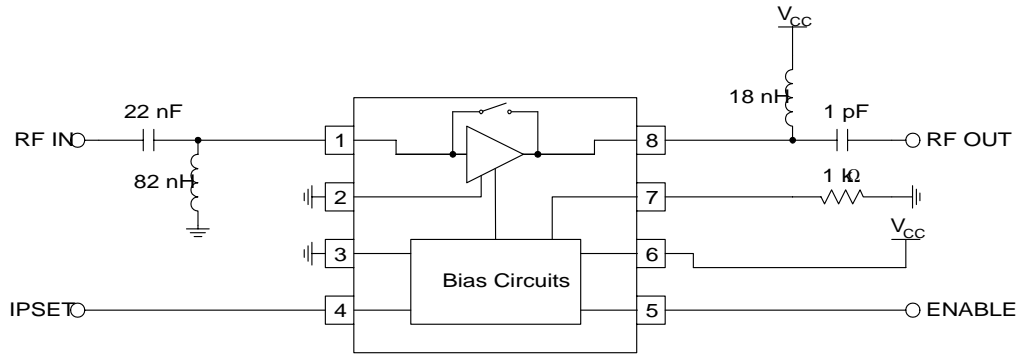 VCC
22 nF
18 nH
1 pF
RF IN
1
8
RF OUT
82 nH
1 kΩ
2
7
VCC
3
6
Bias Circuits
IPSET
4
5
ENABLE